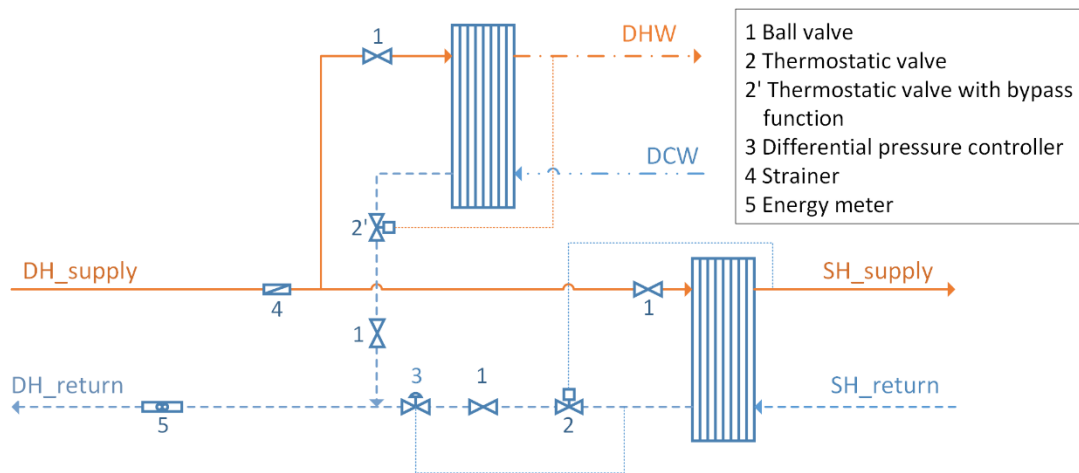 1
DHW
1 Ball valve
2 Thermostatic valve
2' Thermostatic valve with bypass
function
3 Differential pressure controller
4 Strainer
5 Energy meter
DCW
2'
DH_supply
SH_supply
4
1
1
DH_return
3
1
SH_return
5
2